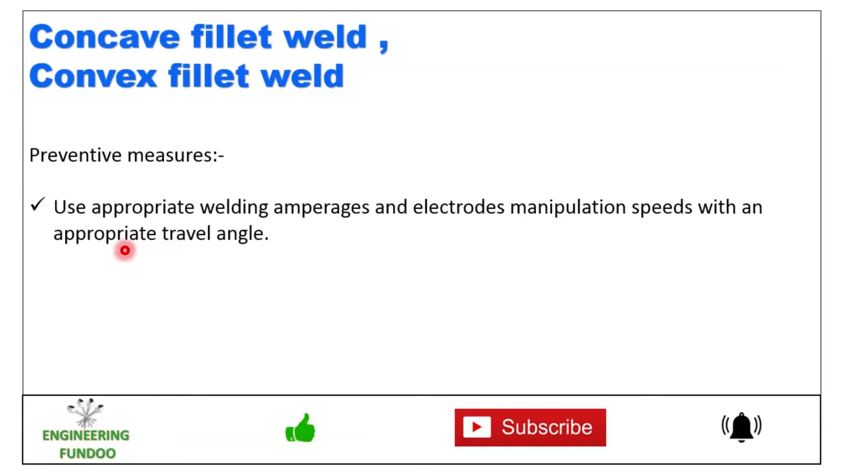 Concave fillet weld ,
Convex fillet weld
Preventive measures:-
✓ Use appropriate welding amperages and electrodes manipulation speeds with an
appropriate travel angle.
ENGINEERING
FUNDOO
Subscribe